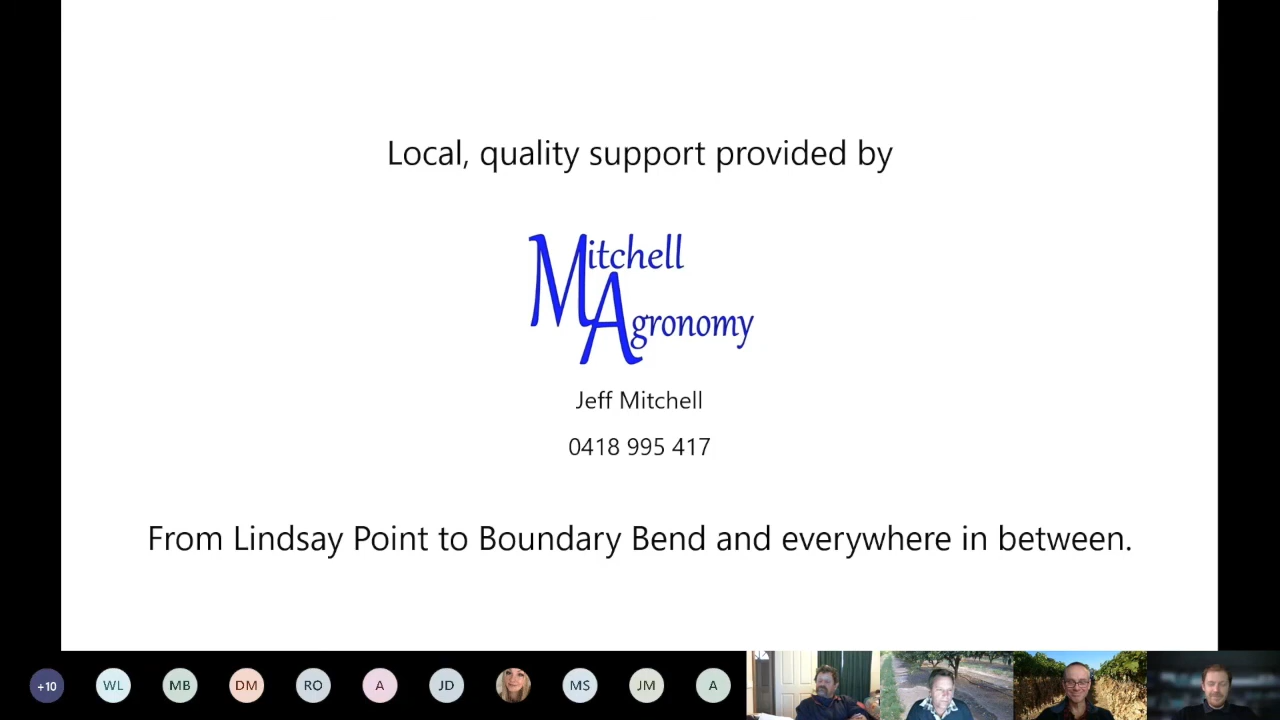 Local, quality support provided by
Mitchell
Agronomy
Jeff Mitchell
0418 995 417
From Lindsay Point to Boundary Bend and everywhere in between.
+10
WL
MB
DM
RO
A
JD
MS
JM
A